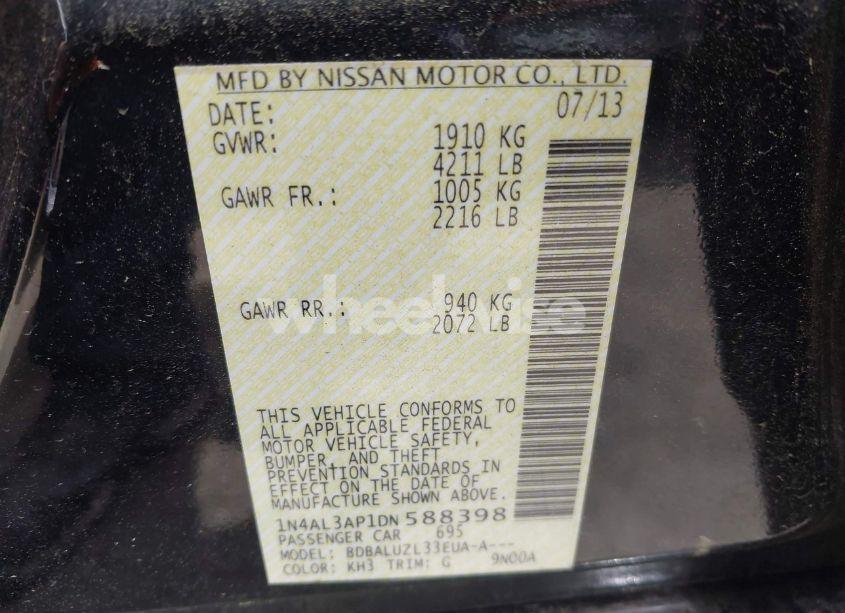 MFD BY NISSAN MOTOR CO., LTD.
DATE: 07/13
GVWR: 1910 KG
4211 LB
GAWR FR.: 1005 KG
2216 LB
GAWR RR.: 940 KG
2072 LB
wheelwise
THIS VEHICLE CONFORMS TO
ALL APPLICABLE FEDERAL
MOTOR VEHICLE SAFETY,
BUMPER, AND THEFT
PREVENTION STANDARDS IN
EFFECT ON THE DATE OF
MANUFACTURE SHOWN ABOVE.
1N4AL3AP1DN 588398
PASSENGER CAR 695
MODEL: BDBALUZL33EUA-A---
COLOR: KH3 TRIM: G 9N00A